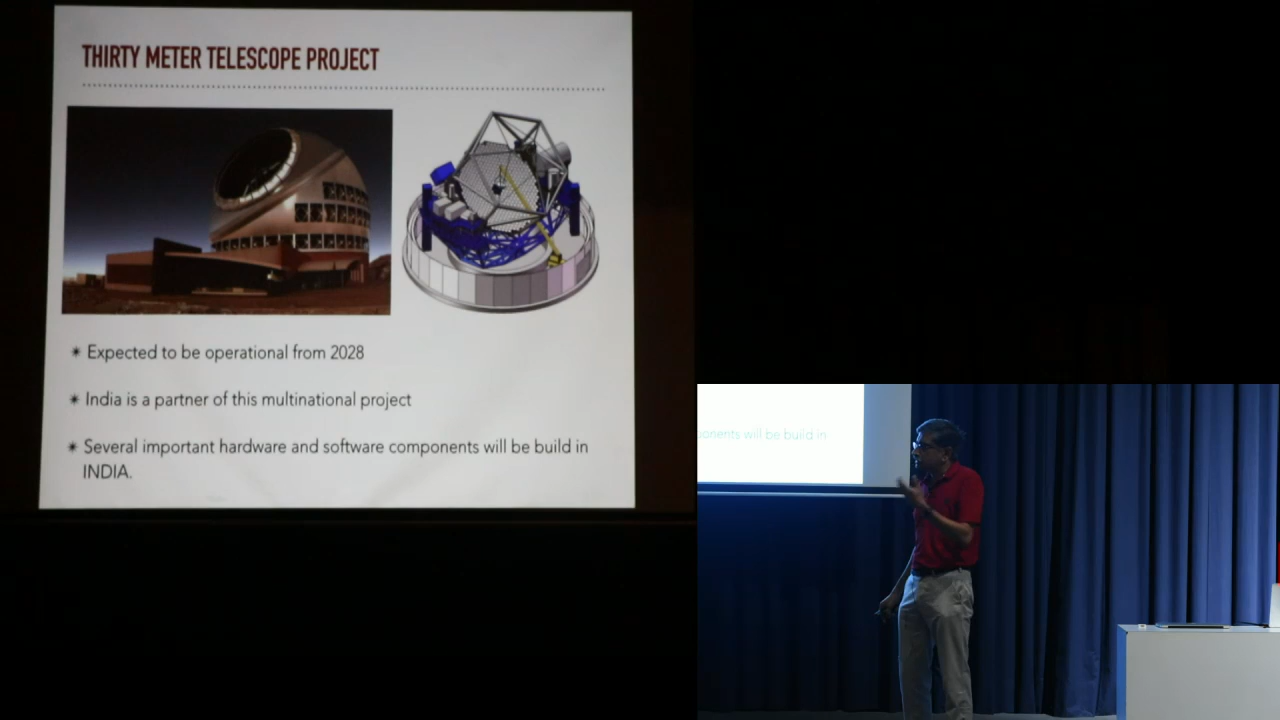 THIRTY METER TELESCOPE PROJECT
✴ Expected to be operational from 2028
✴ India is a partner of this multinational project
✴ Several important hardware and software components will be build in
INDIA.
onents will be build in